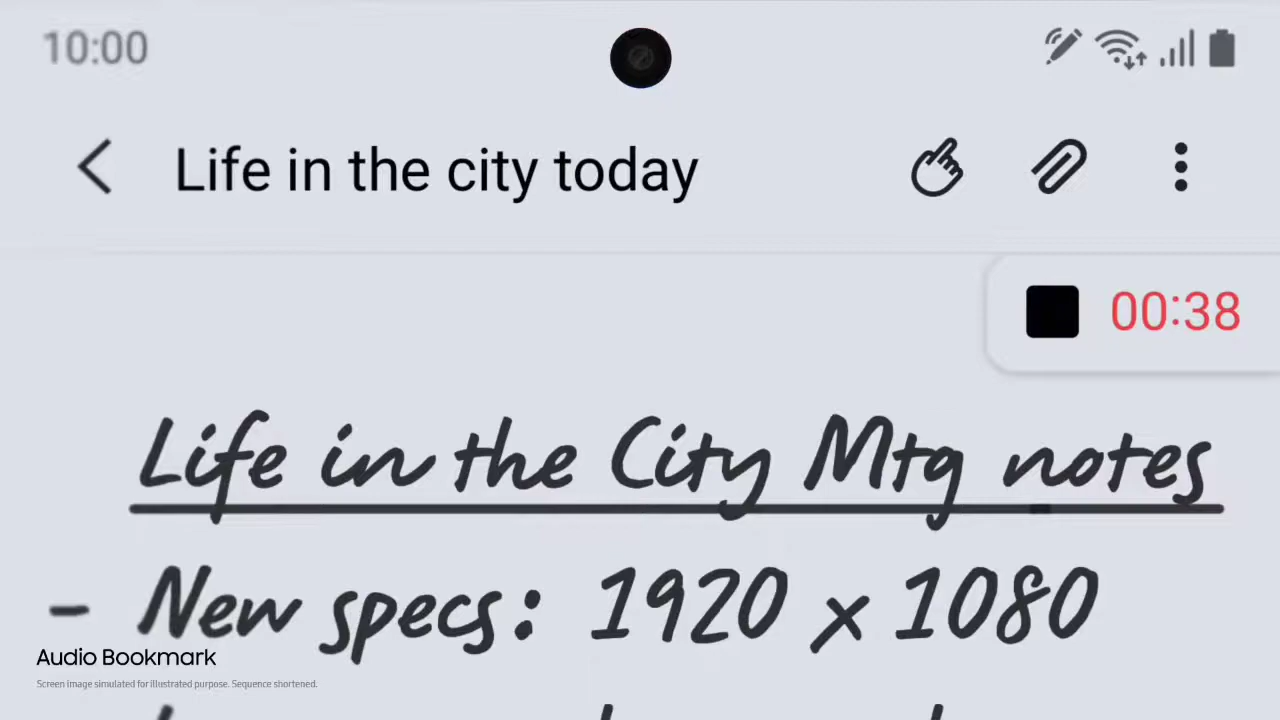 10:00
Life in the city today
00:38
Life in the City Mtg notes
- New specs: 1920 x 1080
Audio Bookmark
Screen image simulated for illustrated purpose. Sequence shortened.